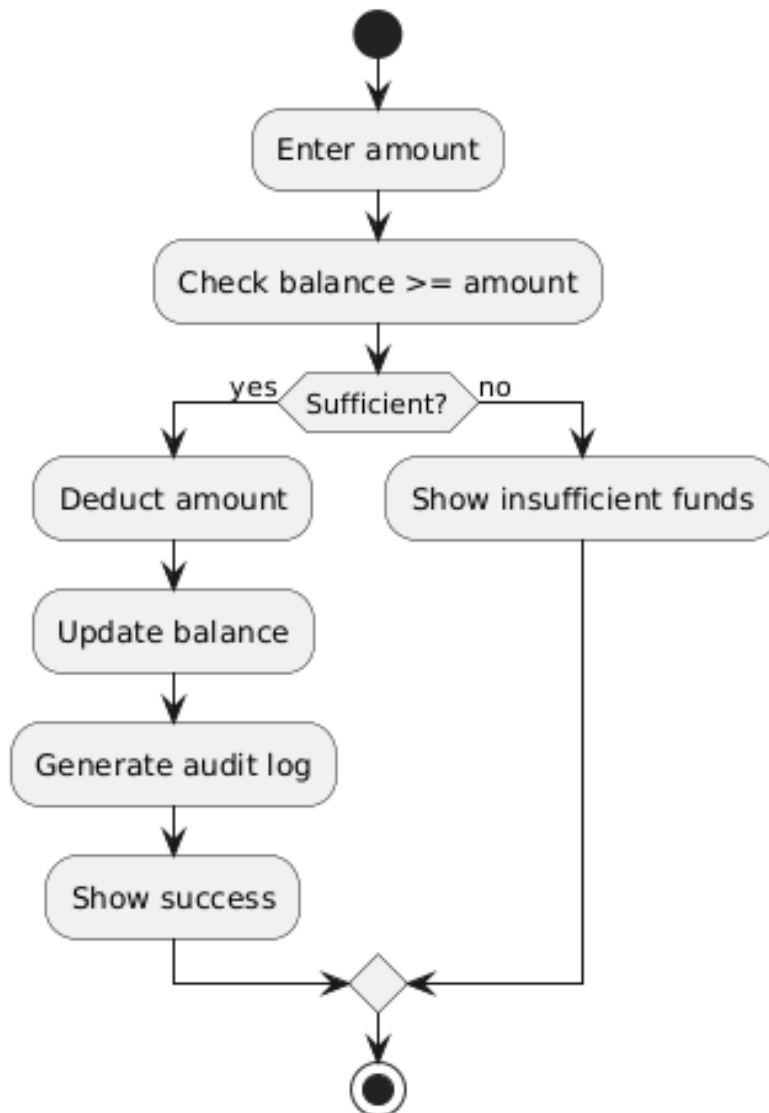 Enter amount
Check balance >= amount
yes
Sufficient?
no
Deduct amount
Show insufficient funds
Update balance
Generate audit log
Show success